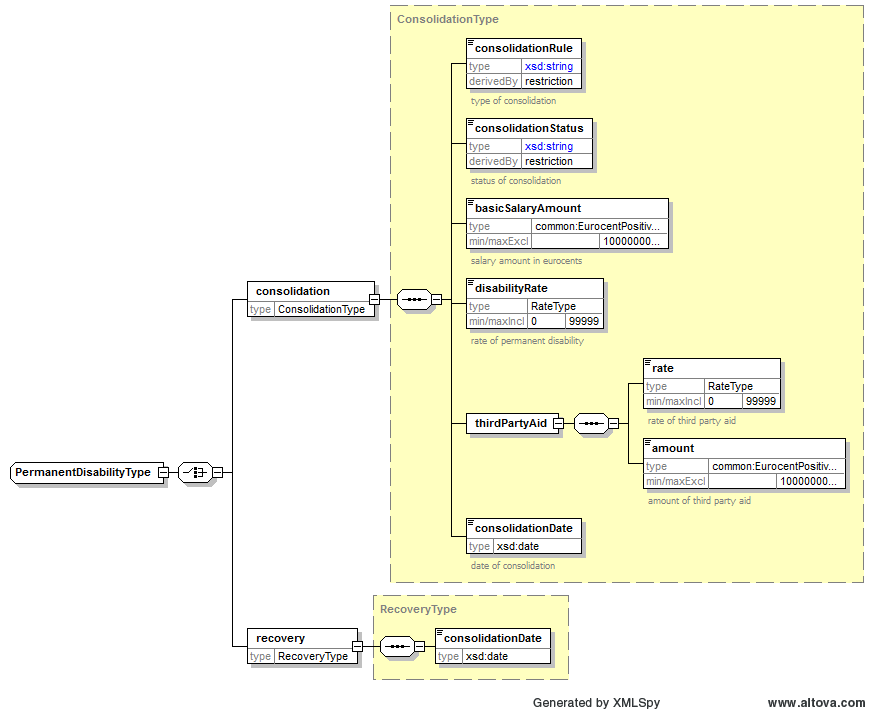 ConsolidationType
consolidationRule
type xsd:string
derivedBy restriction
type of consolidation
consolidationStatus
type xsd:string
derivedBy restriction
status of consolidation
basicSalaryAmount
type common:EurocentPositiv...
min/maxExcl 10000000...
salary amount in eurocents
consolidation
type ConsolidationType
disabilityRate
type RateType
min/maxIncl 0 99999
rate of permanent disability
rate
type RateType
min/maxIncl 0 99999
rate of third party aid
thirdPartyAid
amount
type common:EurocentPositiv...
min/maxExcl 10000000...
amount of third party aid
PermanentDisabilityType
consolidationDate
type xsd:date
date of consolidation
RecoveryType
recovery
type RecoveryType
consolidationDate
type xsd:date
Generated by XMLSpy www.altova.com